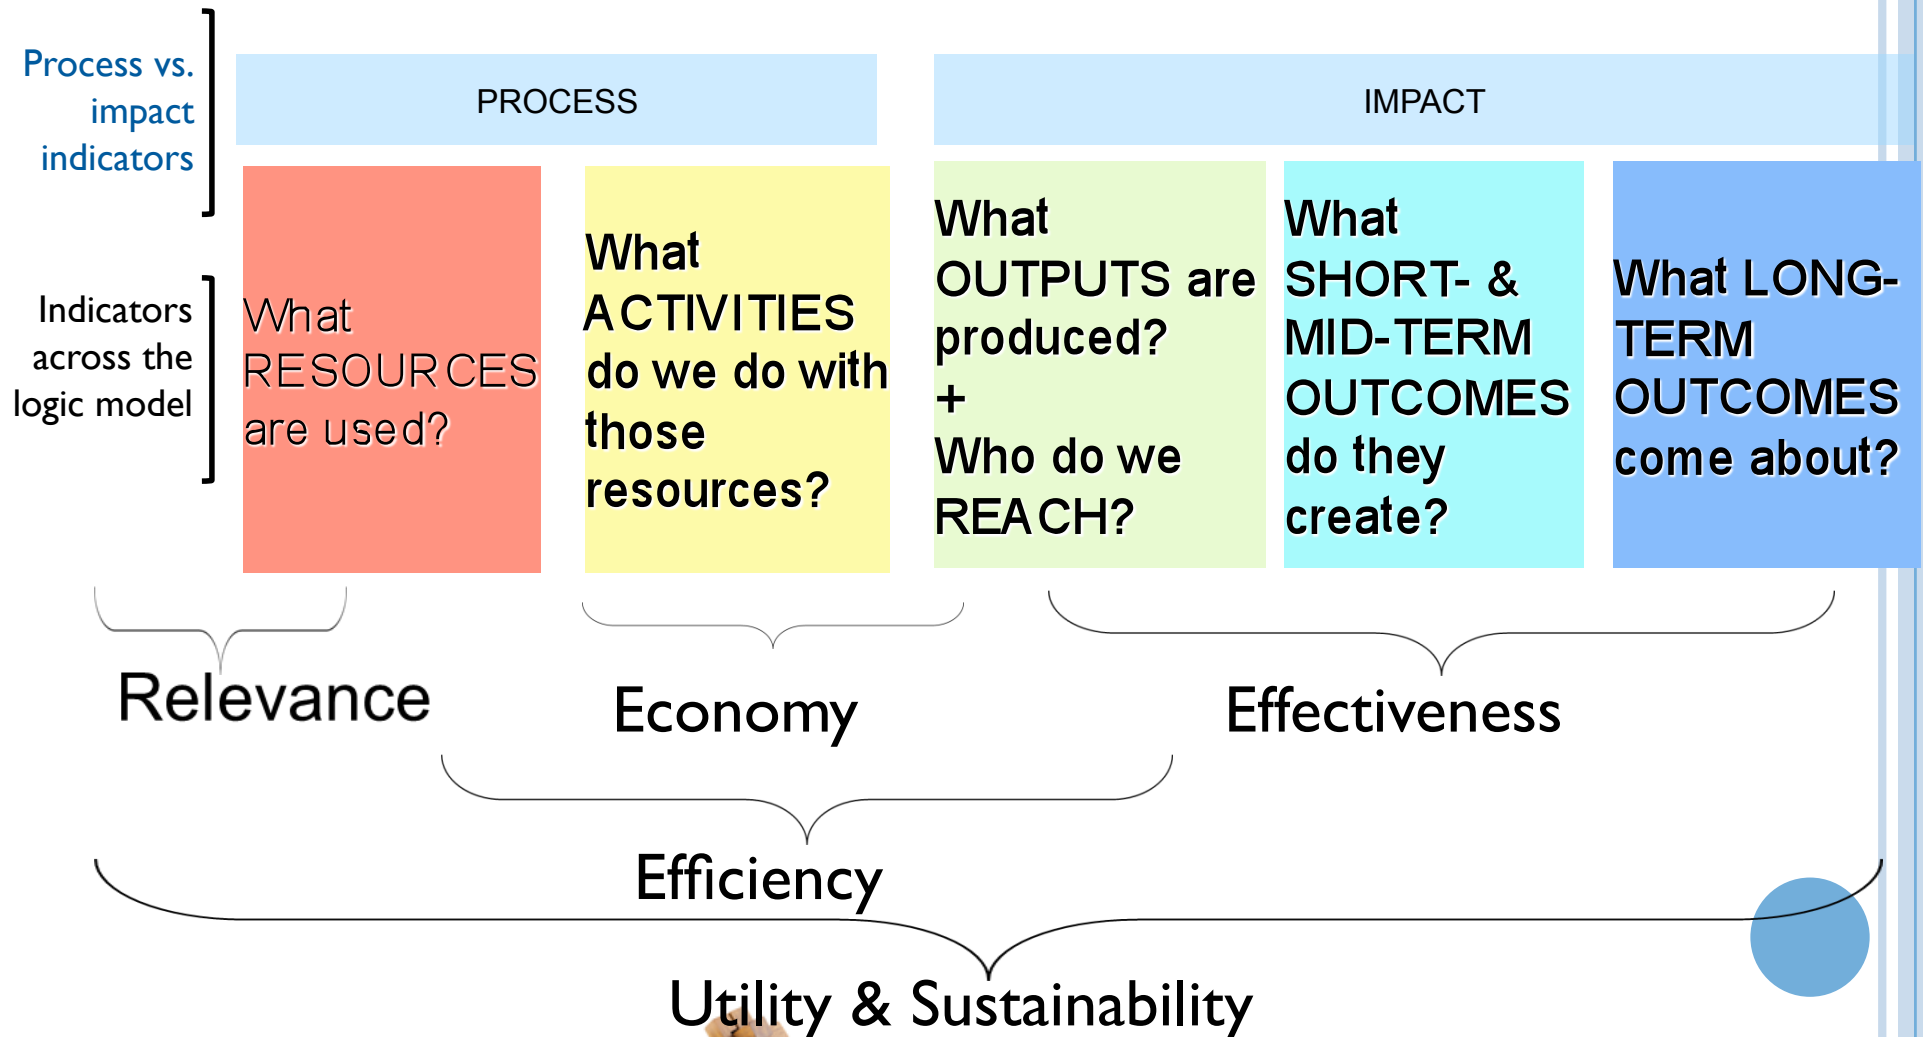 Process vs.
impact
indicators
PROCESS
IMPACT
Indicators
across the
logic model
What
RESOURCES
are used?
What
ACTIVITIES
do we do with
those
resources?
What
OUTPUTS are
produced?
+
Who do we
REACH?
What
SHORT- &
MID-TERM
OUTCOMES
do they
create?
What LONG-
TERM
OUTCOMES
come about?
Relevance
Economy
Effectiveness
Efficiency
Utility & Sustainability